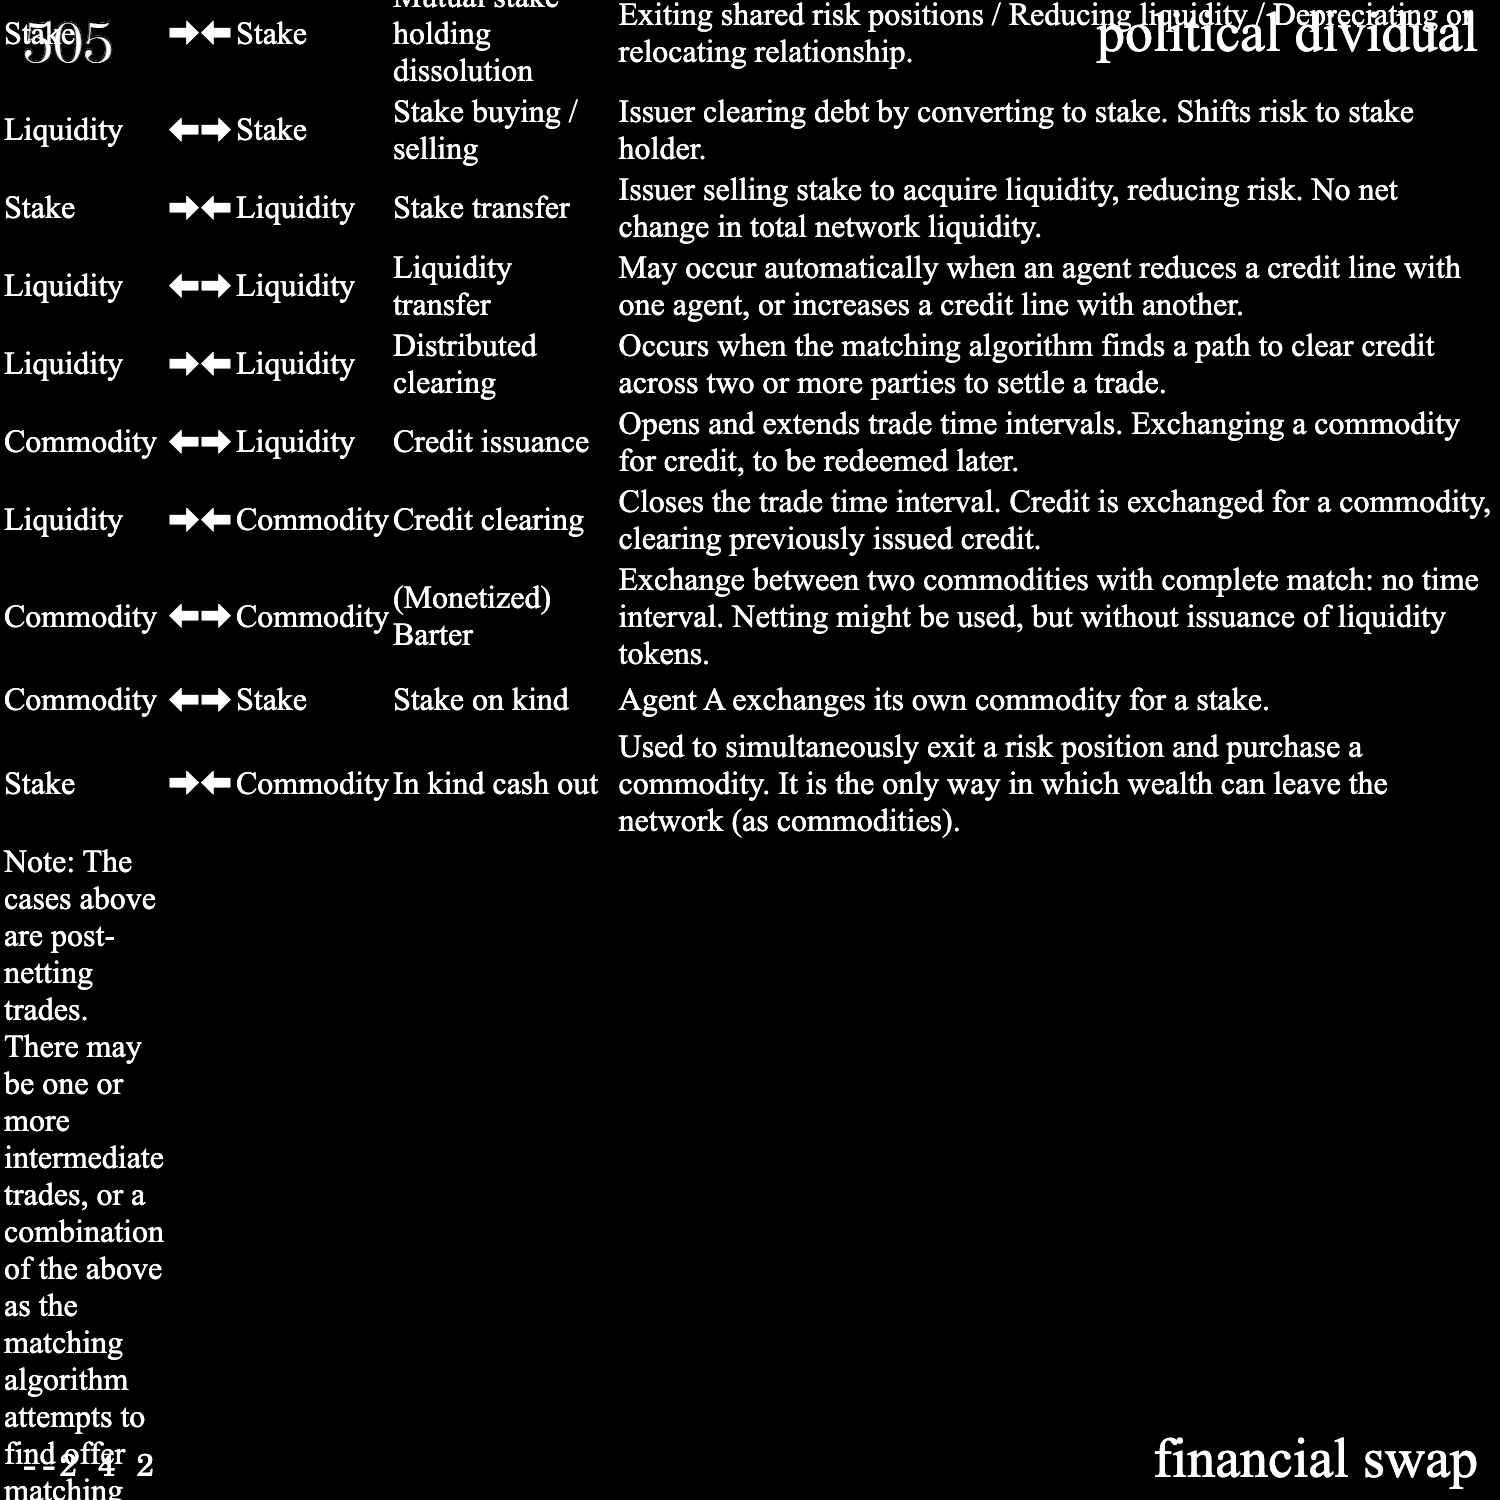 505
political dividual
Stake ➡⬅ Stake
Mutual stake
holding
dissolution
Exiting shared risk positions / Reducing liquidity / Depreciating or
relocating relationship.
Liquidity ⬅➡ Stake
Stake buying /
selling
Issuer clearing debt by converting to stake. Shifts risk to stake
holder.
Stake ➡⬅ Liquidity Stake transfer
Issuer selling stake to acquire liquidity, reducing risk. No net
change in total network liquidity.
Liquidity ⬅➡ Liquidity
Liquidity
transfer
May occur automatically when an agent reduces a credit line with
one agent, or increases a credit line with another.
Liquidity ➡⬅ Liquidity
Distributed
clearing
Occurs when the matching algorithm finds a path to clear credit
across two or more parties to settle a trade.
Commodity ⬅➡ Liquidity Credit issuance
Opens and extends trade time intervals. Exchanging a commodity
for credit, to be redeemed later.
Liquidity ➡⬅ Commodity Credit clearing
Closes the trade time interval. Credit is exchanged for a commodity,
clearing previously issued credit.
Commodity ⬅➡ Commodity
(Monetized)
Barter
Exchange between two commodities with complete match: no time
interval. Netting might be used, but without issuance of liquidity
tokens.
Commodity ⬅➡ Stake Stake on kind Agent A exchanges its own commodity for a stake.
Stake ➡⬅ Commodity In kind cash out
Used to simultaneously exit a risk position and purchase a
commodity. It is the only way in which wealth can leave the
network (as commodities).
Note: The
cases above
are post-
netting
trades.
There may
be one or
more
intermediate
trades, or a
combination
of the above
as the
matching
algorithm
attempts to
find offer
matching
--2 4 2
financial swap